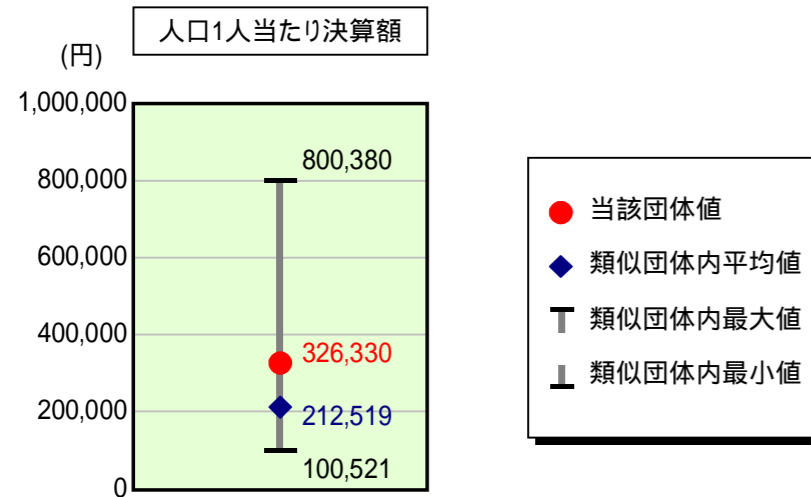 人口1人当たり決算額
(円)
1,000,000
800,000
600,000
400,000
200,000
0
800,380
326,330
212,519
100,521
当該団体値
類似団体内平均値
類似団体内最大値
類似団体内最小値